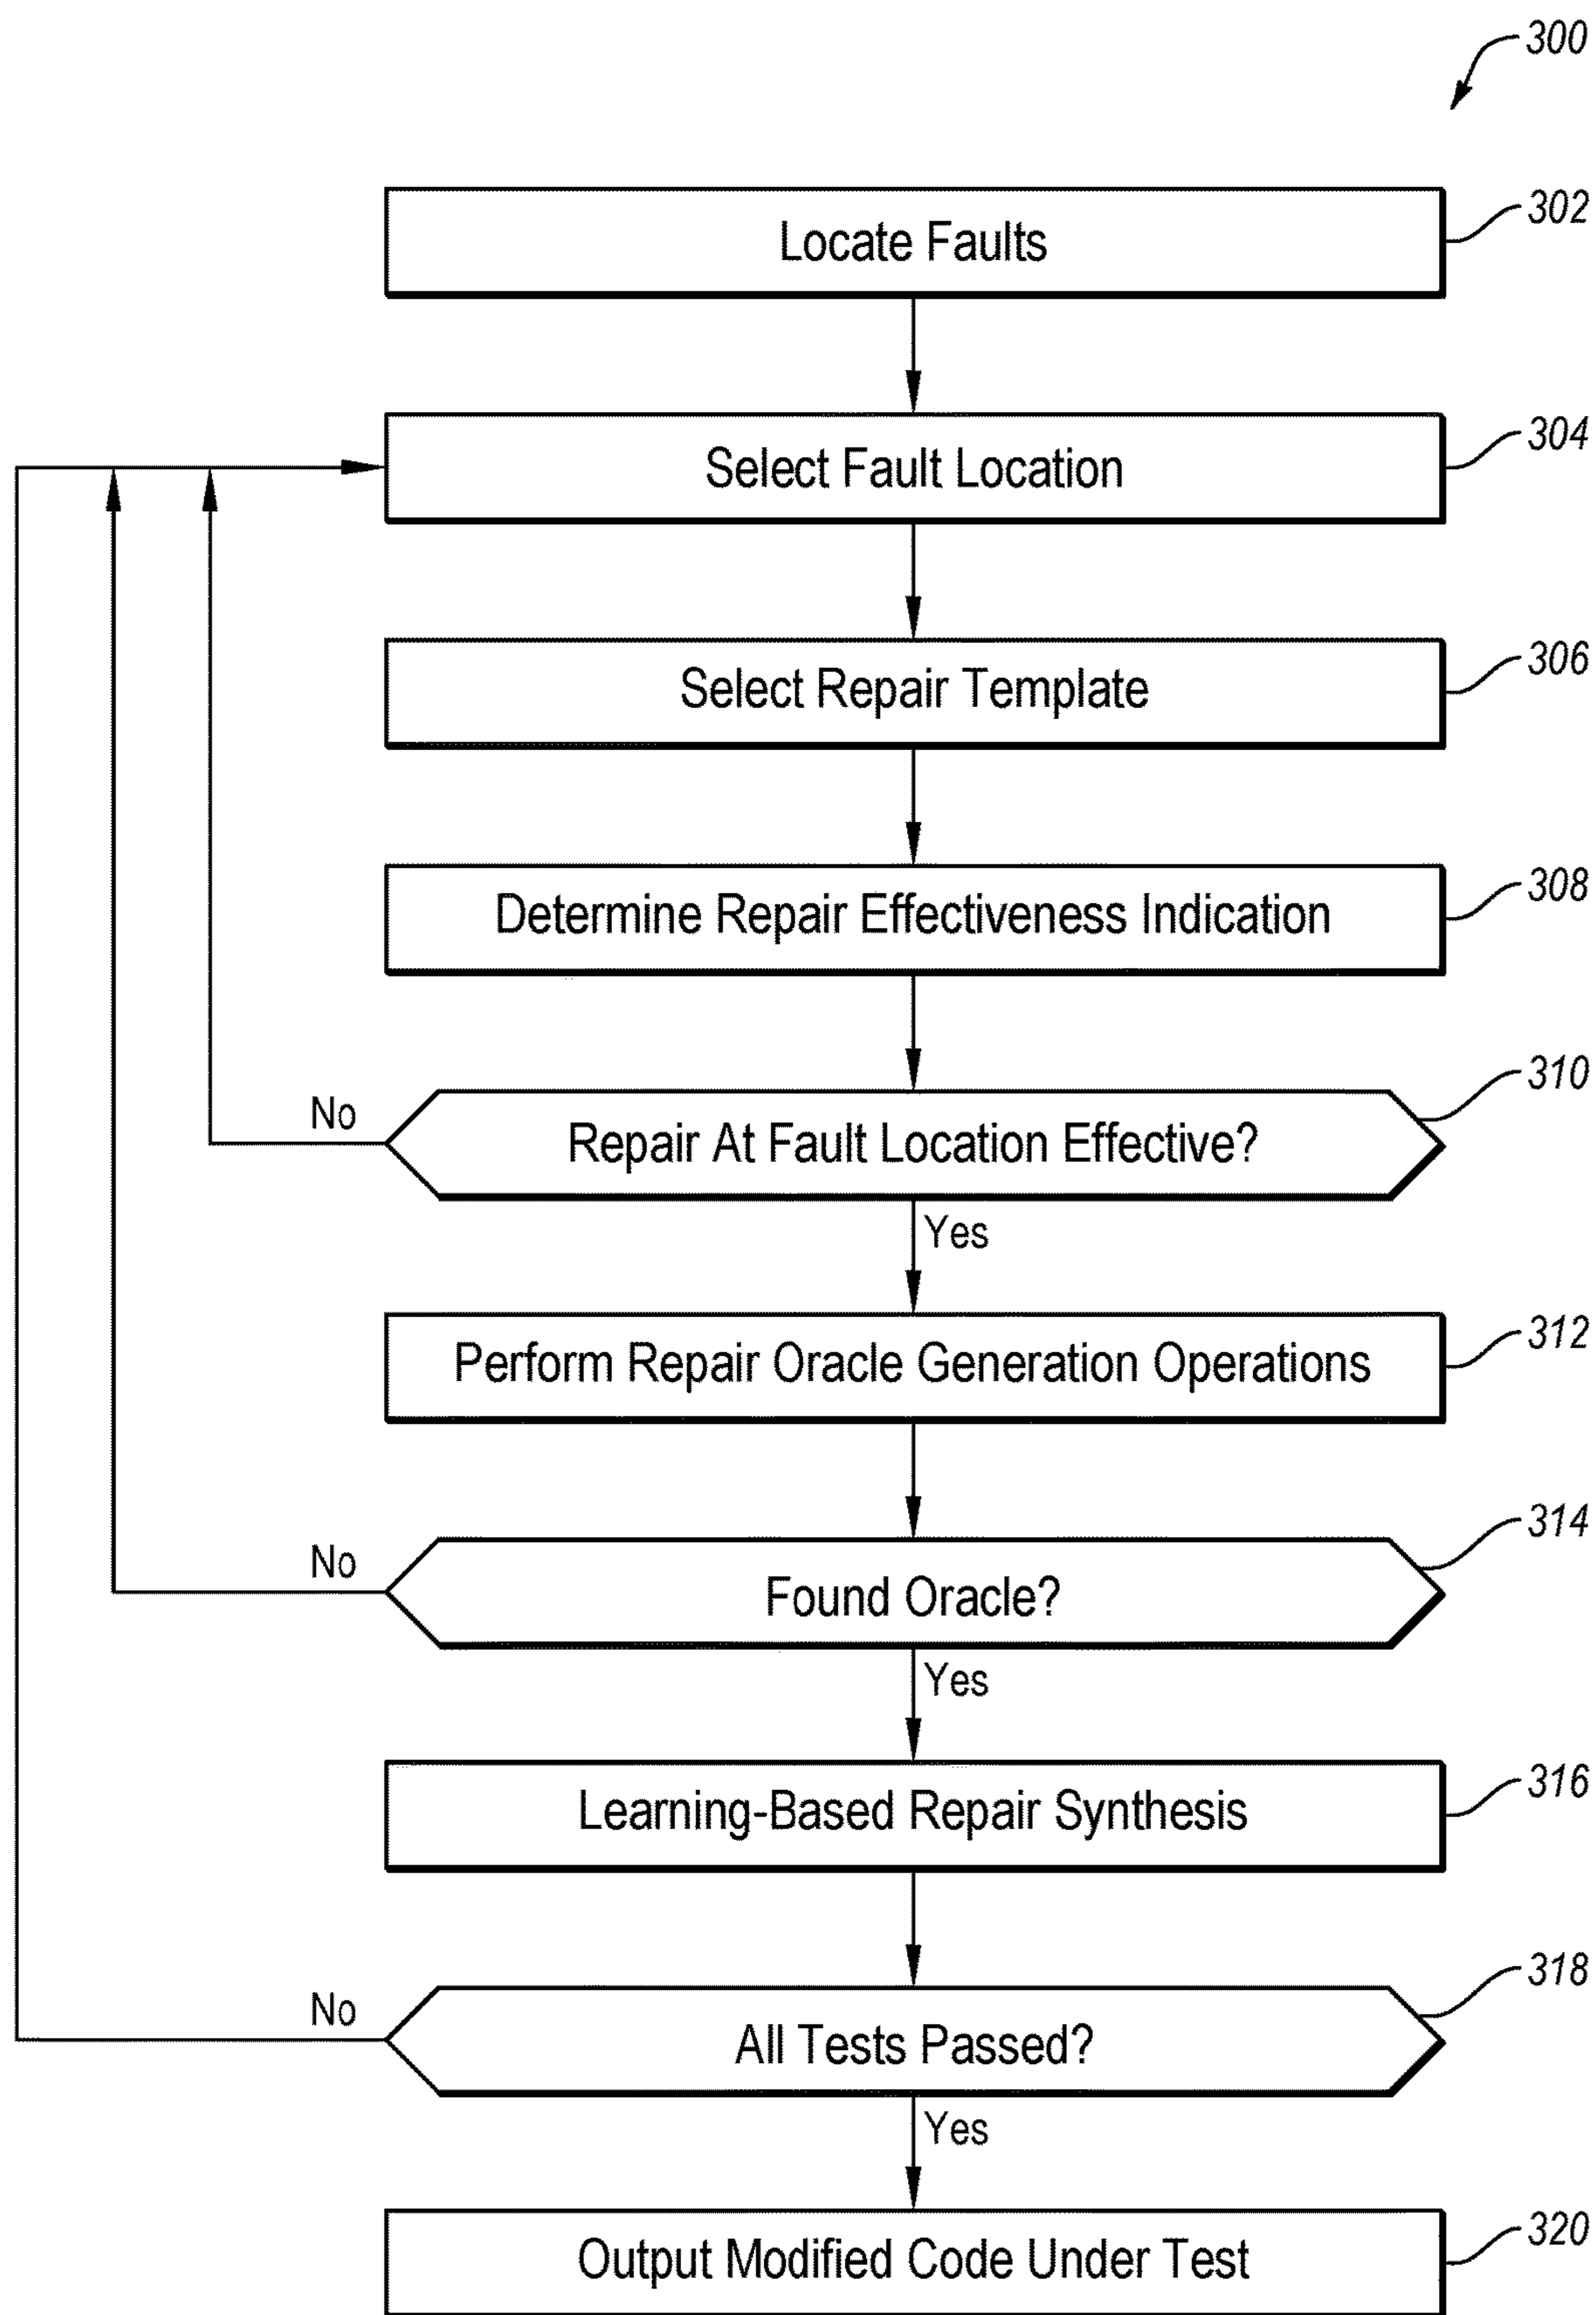 300
Locate Faults
302
Select Fault Location
304
Select Repair Template
306
Determine Repair Effectiveness Indication
308
Repair At Fault Location Effective?
310
No
Yes
Perform Repair Oracle Generation Operations
312
Found Oracle?
314
No
Yes
Learning-Based Repair Synthesis
316
All Tests Passed?
318
No
Yes
Output Modified Code Under Test
320